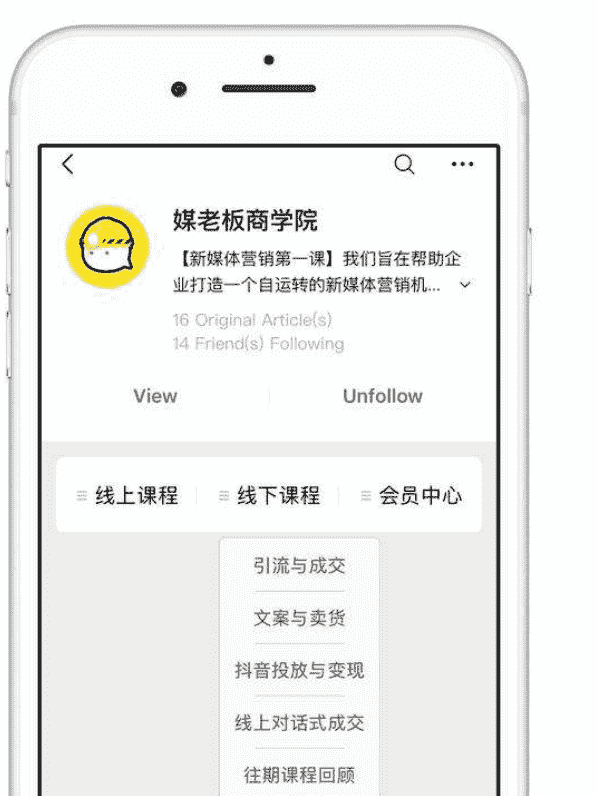 媒老板商学院
【新媒体营销第一课】我们旨在帮助企
业打造一个自运转的新媒体营销机...
16 Original Article(s)
14 Friend(s) Following
View
Unfollow
线上课程
线下课程
会员中心
引流与成交
文案与卖货
抖音投放与变现
线上对话式成交
往期课程回顾